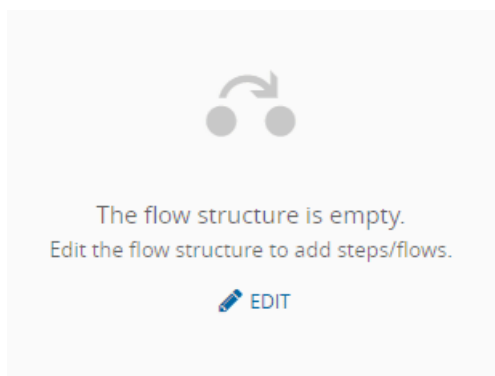 The flow structure is empty.
Edit the flow structure to add steps/flows.
EDIT